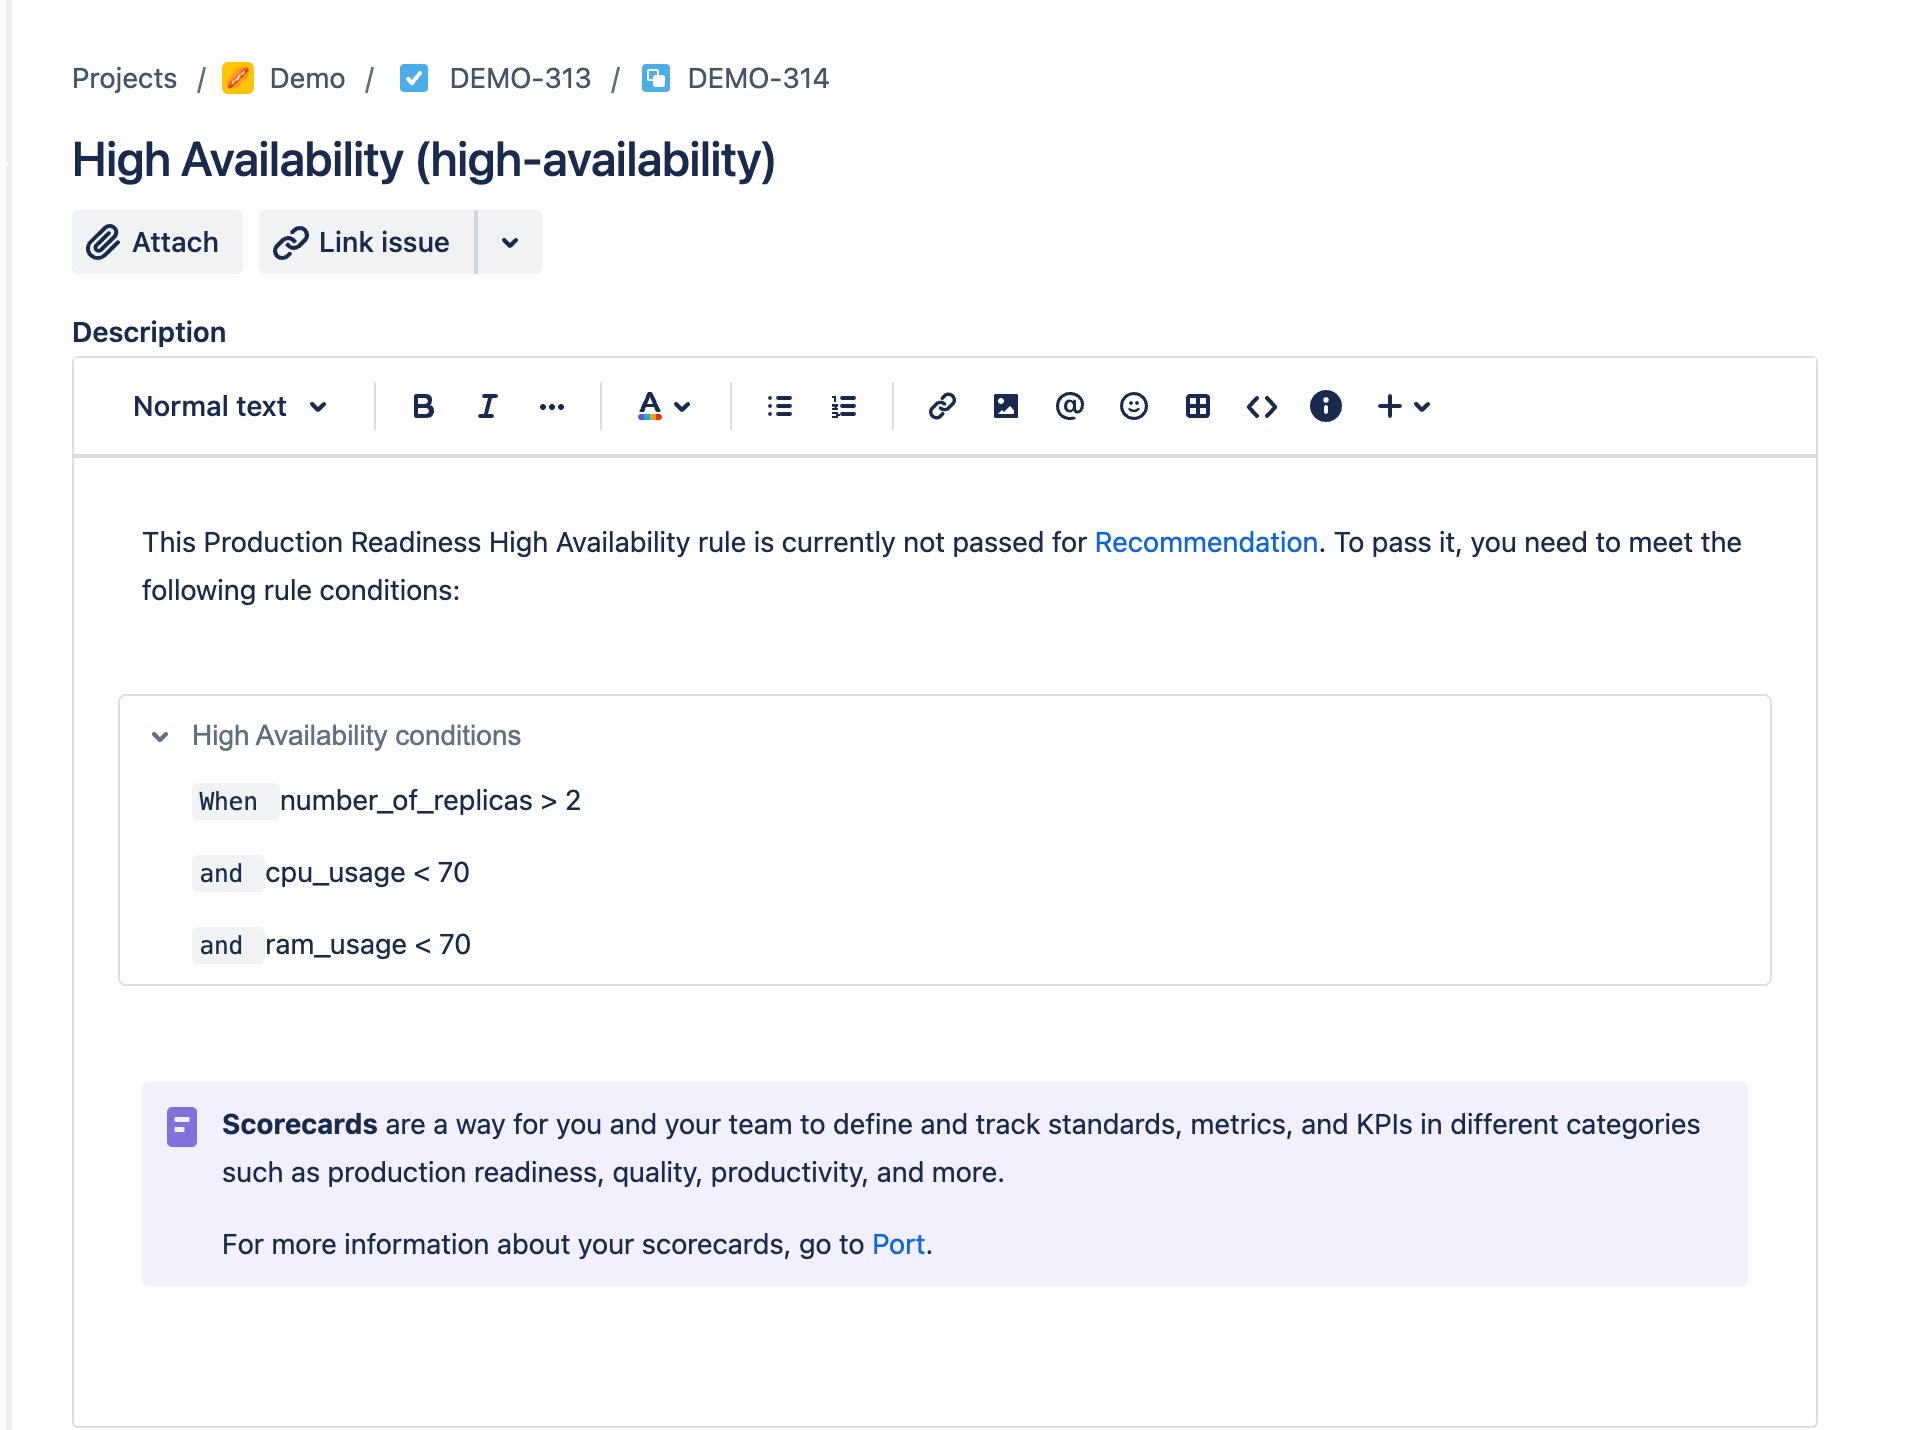 Projects / Demo / DEMO-313 / DEMO-314
High Availability (high-availability)
Attach Link issue
Description
Normal text B I ... A @
This Production Readiness High Availability rule is currently not passed for Recommendation. To pass it, you need to meet the
following rule conditions:
High Availability conditions
When number_of_replicas > 2
and cpu_usage < 70
and ram_usage < 70
Scorecards are a way for you and your team to define and track standards, metrics, and KPIs in different categories
such as production readiness, quality, productivity, and more.
For more information about your scorecards, go to Port.